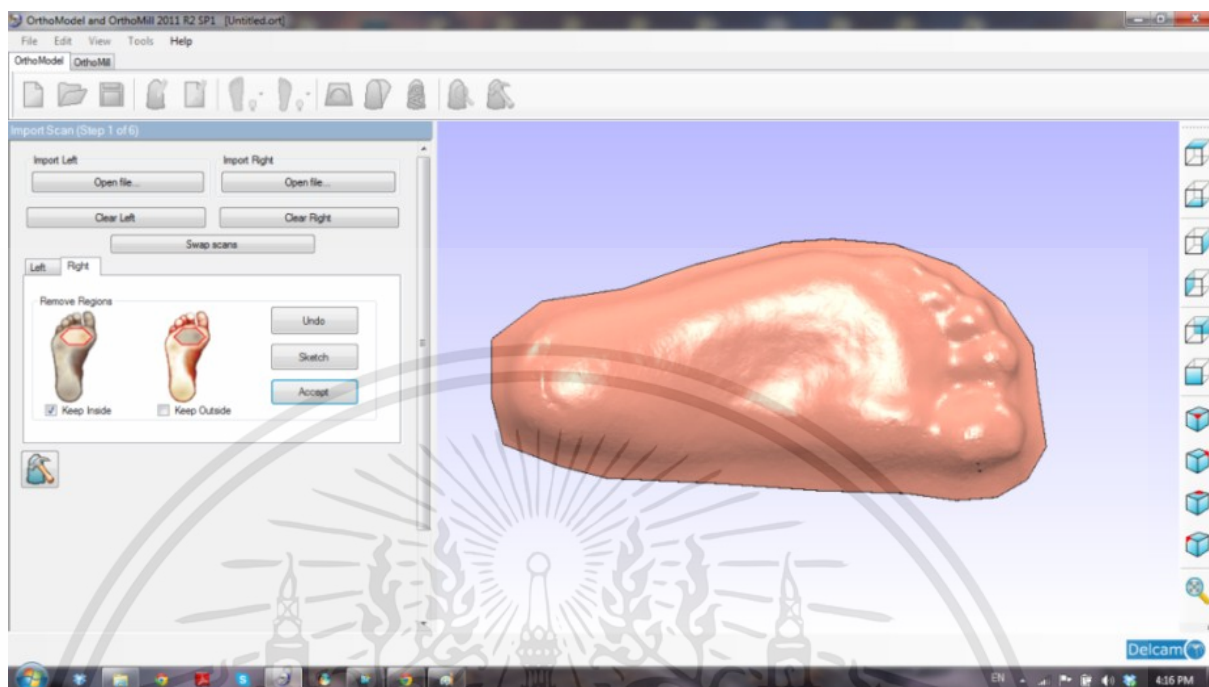 OrthoModel and OrthoMill 2011 R2 SP1 [Untitled.ort]
File Edit View Tools Help
OrthoModel OrthoMill
Import Scan (Step 1 of 6)
Import Left Import Right
Open file... Open file...
Clear Left Clear Right
Swap scans
Left Right
Remove Regions
Undo
Sketch
Accept
Keep Inside Keep Outside
Delcam
EN 4:16 PM